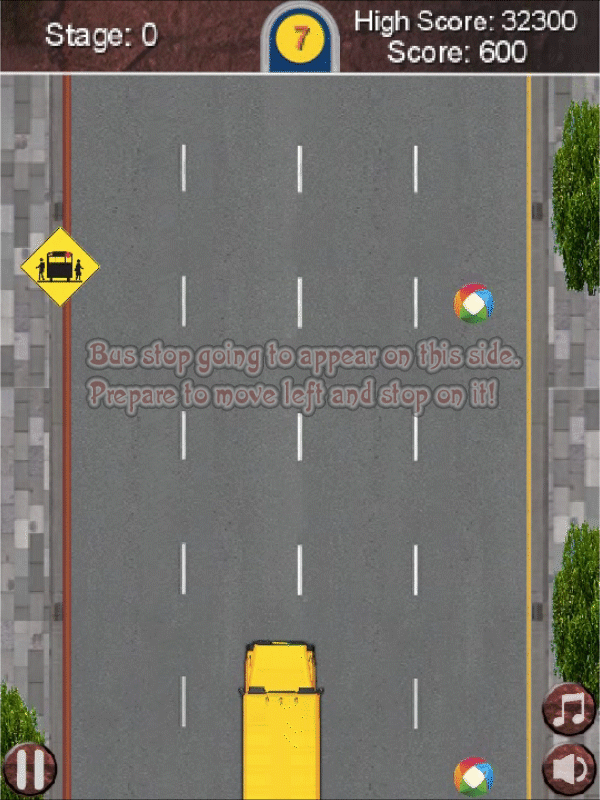 Stage: 0
7
High Score: 32300
Score: 600
Bus stop going to appear on this side.
Prepare to move left and stop on it!